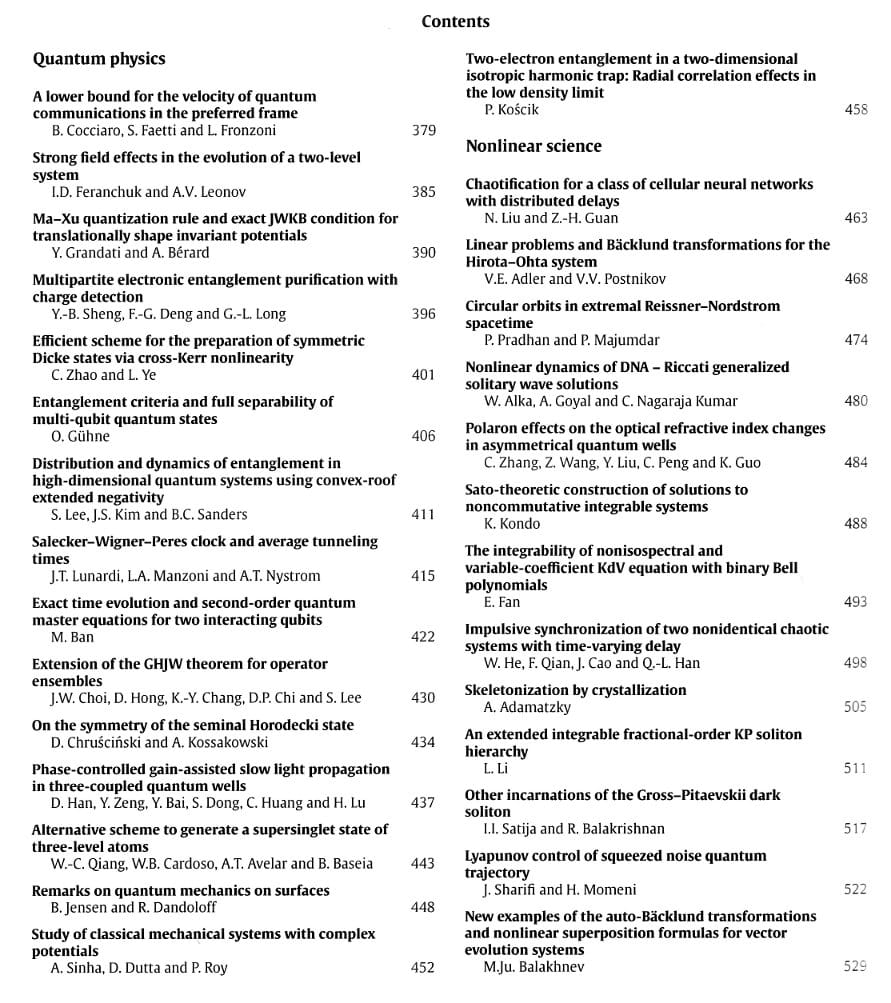 Contents
Quantum physics
A lower bound for the velocity of quantum
communications in the preferred frame
B. Cocciaro, S. Faetti and L. Fronzoni 379
Strong field effects in the evolution of a two-level
system
I.D. Feranchuk and A.V. Leonov 385
Ma–Xu quantization rule and exact JWKB condition for
translationally shape invariant potentials
Y. Grandati and A. Bérard 390
Multipartite electronic entanglement purification with
charge detection
Y.-B. Sheng, F.-G. Deng and G.-L. Long 396
Efficient scheme for the preparation of symmetric
Dicke states via cross-Kerr nonlinearity
C. Zhao and L. Ye 401
Entanglement criteria and full separability of
multi-qubit quantum states
O. Gühne 406
Distribution and dynamics of entanglement in
high-dimensional quantum systems using convex-roof
extended negativity
S. Lee, J.S. Kim and B.C. Sanders 411
Salecker–Wigner–Peres clock and average tunneling
times
J.T. Lunardi, L.A. Manzoni and A.T. Nystrom 415
Exact time evolution and second-order quantum
master equations for two interacting qubits
M. Ban 422
Extension of the GHJW theorem for operator
ensembles
J.W. Choi, D. Hong, K.-Y. Chang, D.P. Chi and S. Lee 430
On the symmetry of the seminal Horodecki state
D. Chruściński and A. Kossakowski 434
Phase-controlled gain-assisted slow light propagation
in three-coupled quantum wells
D. Han, Y. Zeng, Y. Bai, S. Dong, C. Huang and H. Lu 437
Alternative scheme to generate a supersinglet state of
three-level atoms
W.-C. Qiang, W.B. Cardoso, A.T. Avelar and B. Baseia 443
Remarks on quantum mechanics on surfaces
B. Jensen and R. Dandoloff 448
Study of classical mechanical systems with complex
potentials
A. Sinha, D. Dutta and P. Roy 452
Two-electron entanglement in a two-dimensional
isotropic harmonic trap: Radial correlation effects in
the low density limit
P. Kościk 458
Nonlinear science
Chaotification for a class of cellular neural networks
with distributed delays
N. Liu and Z.-H. Guan 463
Linear problems and Bäcklund transformations for the
Hirota–Ohta system
V.E. Adler and V.V. Postnikov 468
Circular orbits in extremal Reissner–Nordstrom
spacetime
P. Pradhan and P. Majumdar 474
Nonlinear dynamics of DNA – Riccati generalized
solitary wave solutions
W. Alka, A. Goyal and C. Nagaraja Kumar 480
Polaron effects on the optical refractive index changes
in asymmetrical quantum wells
C. Zhang, Z. Wang, Y. Liu, C. Peng and K. Guo 484
Sato-theoretic construction of solutions to
noncommutative integrable systems
K. Kondo 488
The integrability of nonisospectral and
variable-coefficient KdV equation with binary Bell
polynomials
E. Fan 493
Impulsive synchronization of two nonidentical chaotic
systems with time-varying delay
W. He, F. Qian, J. Cao and Q.-L. Han 498
Skeletonization by crystallization
A. Adamatzky 505
An extended integrable fractional-order KP soliton
hierarchy
L. Li 511
Other incarnations of the Gross–Pitaevskii dark
soliton
I.I. Satija and R. Balakrishnan 517
Lyapunov control of squeezed noise quantum
trajectory
J. Sharifi and H. Momeni 522
New examples of the auto-Bäcklund transformations
and nonlinear superposition formulas for vector
evolution systems
M.Ju. Balakhnev 529